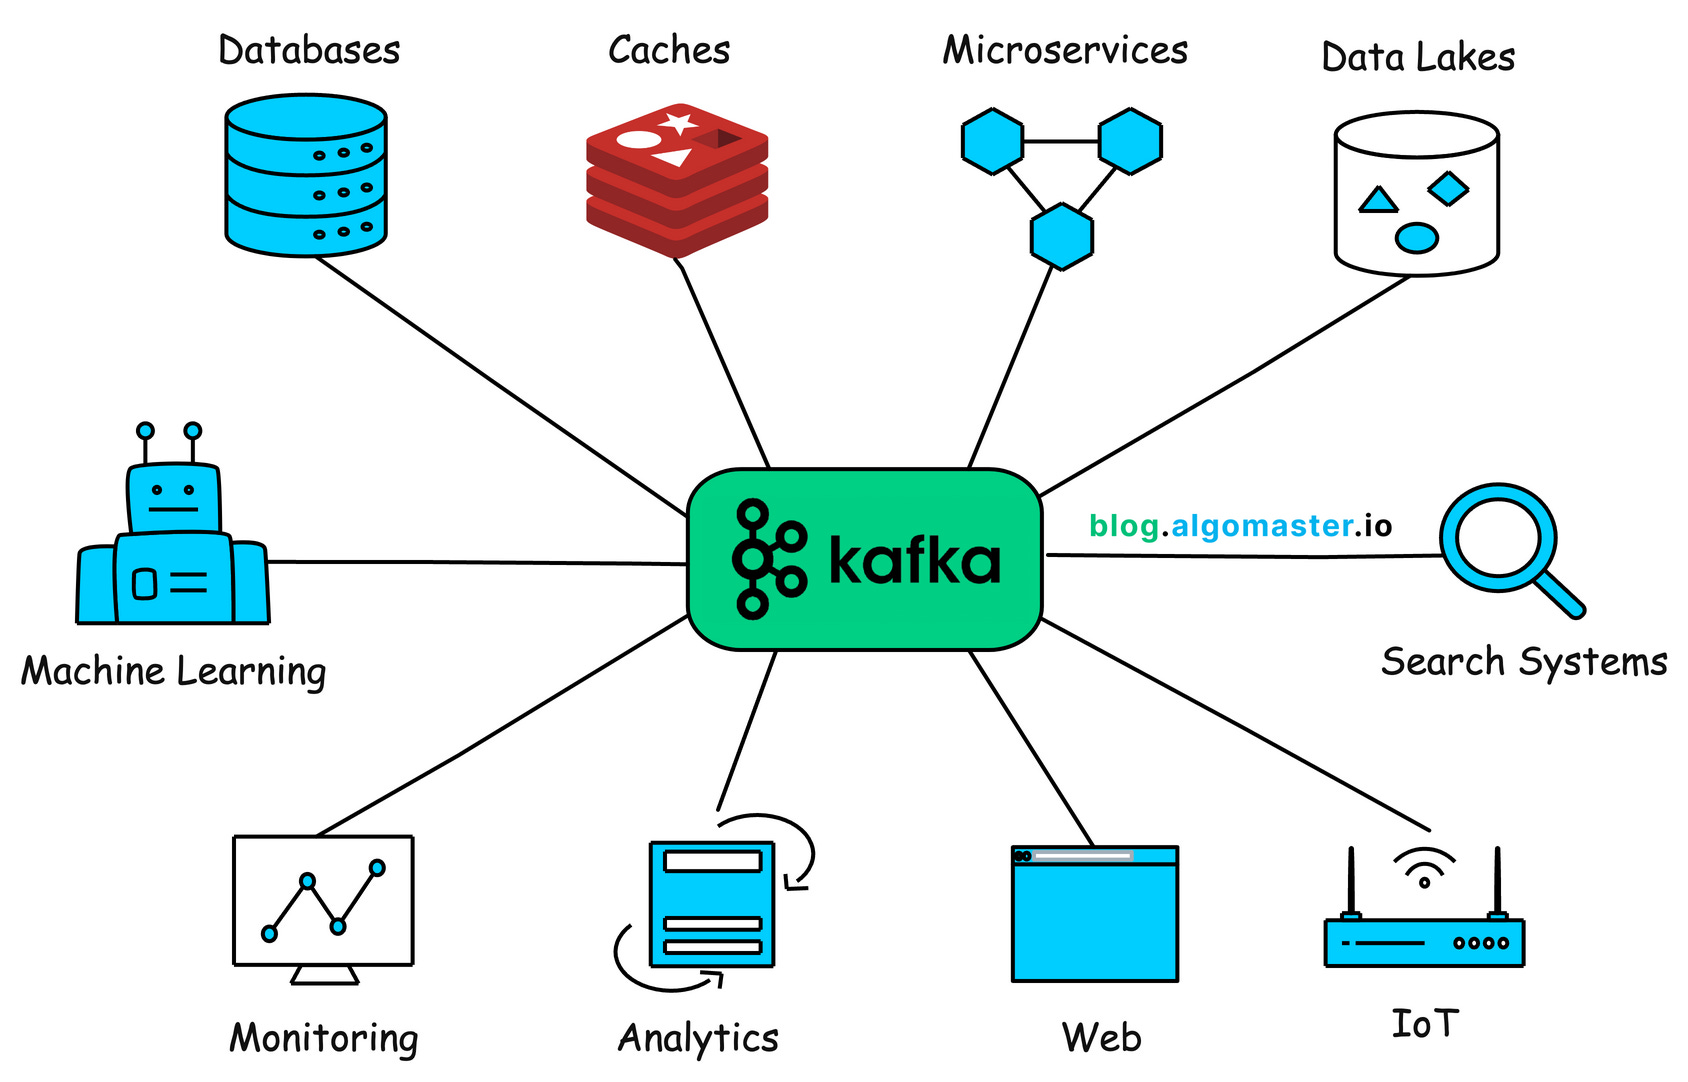 Databases
Caches
Microservices
Data Lakes
kafka
blog.algomaster.io
Machine Learning
Search Systems
Monitoring
Analytics
Web
IoT